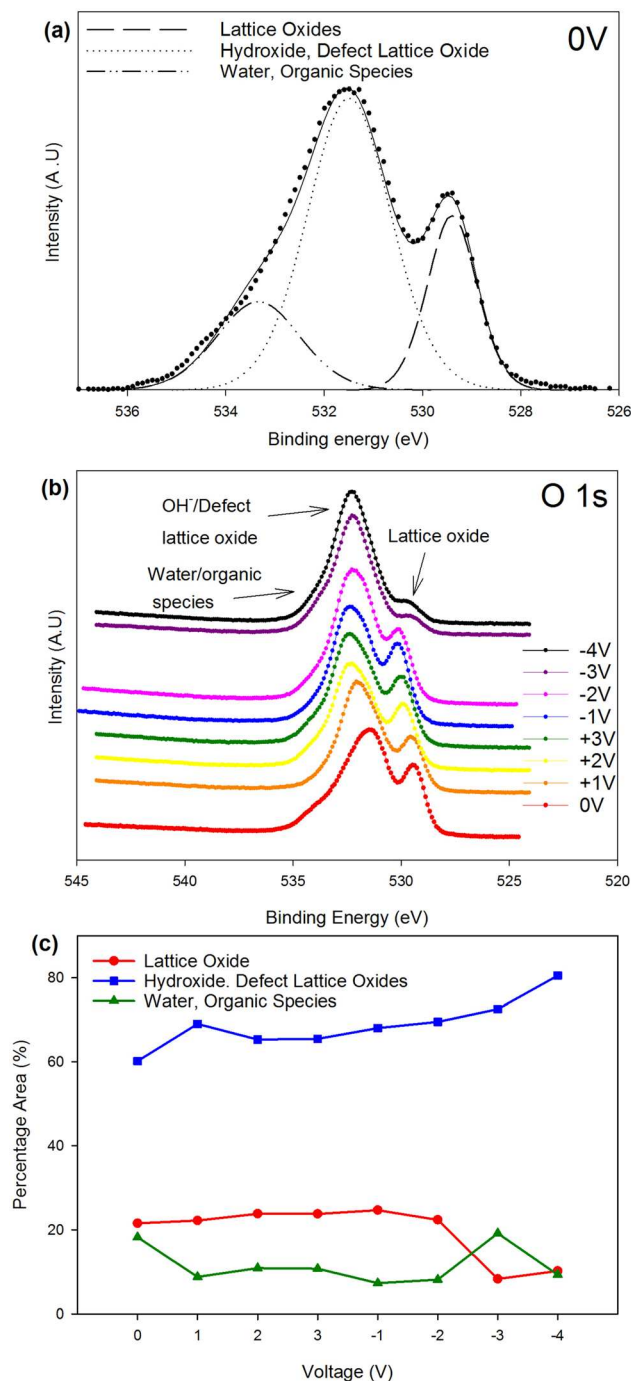 (a)
Lattice Oxides
Hydroxide, Defect Lattice Oxide
Water, Organic Species
0V
Intensity (A .U)
536 534 532 530 528 526
Binding energy (eV)
(b)
O 1s
OH⁻/Defect
lattice oxide
Lattice oxide
Water/organic
species
Intensity (A.U)
-4V
-3V
-2V
-1V
+3V
+2V
+1V
0V
545 540 535 530 525 520
Binding Energy (eV)
(c)
Lattice Oxide
Hydroxide. Defect Lattice Oxides
Water, Organic Species
Percentage Area (%)
80
60
40
20
0
0 1 2 3 -1 -2 -3 -4
Voltage (V)